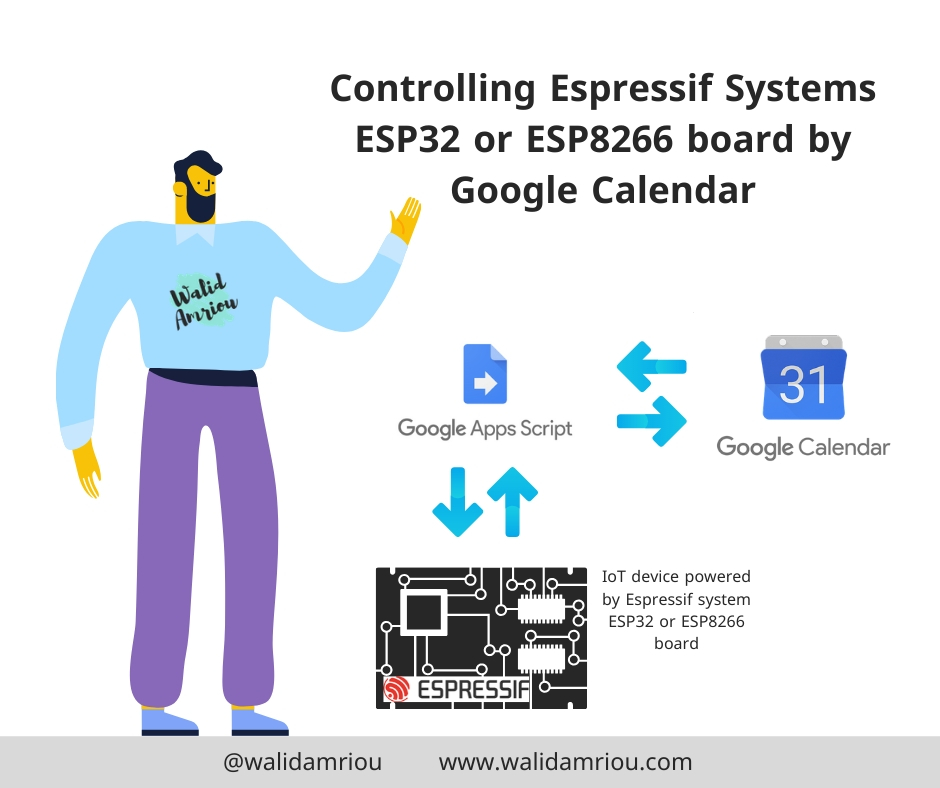 Controlling Espressif Systems
ESP32 or ESP8266 board by
Google Calendar
Walid
Amriou
Google Apps Script
31
Google Calendar
IoT device powered
by Espressif system
ESP32 or ESP8266
board
ESPRESSIF
@walidamriou www.walidamriou.com